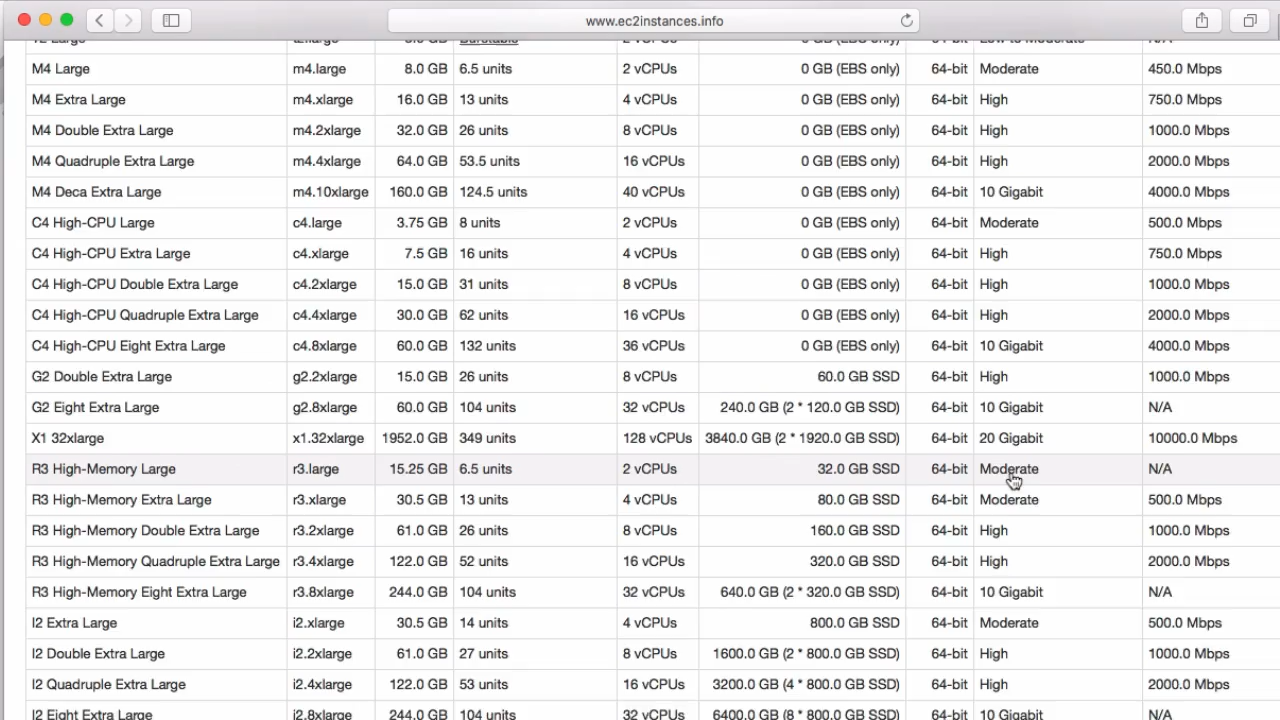 www.ec2instances.info
M4 Large m4.large 8.0 GB 6.5 units 2 vCPUs 0 GB (EBS only) 64-bit Moderate 450.0 Mbps
M4 Extra Large m4.xlarge 16.0 GB 13 units 4 vCPUs 0 GB (EBS only) 64-bit High 750.0 Mbps
M4 Double Extra Large m4.2xlarge 32.0 GB 26 units 8 vCPUs 0 GB (EBS only) 64-bit High 1000.0 Mbps
M4 Quadruple Extra Large m4.4xlarge 64.0 GB 53.5 units 16 vCPUs 0 GB (EBS only) 64-bit High 2000.0 Mbps
M4 Deca Extra Large m4.10xlarge 160.0 GB 124.5 units 40 vCPUs 0 GB (EBS only) 64-bit 10 Gigabit 4000.0 Mbps
C4 High-CPU Large c4.large 3.75 GB 8 units 2 vCPUs 0 GB (EBS only) 64-bit Moderate 500.0 Mbps
C4 High-CPU Extra Large c4.xlarge 7.5 GB 16 units 4 vCPUs 0 GB (EBS only) 64-bit High 750.0 Mbps
C4 High-CPU Double Extra Large c4.2xlarge 15.0 GB 31 units 8 vCPUs 0 GB (EBS only) 64-bit High 1000.0 Mbps
C4 High-CPU Quadruple Extra Large c4.4xlarge 30.0 GB 62 units 16 vCPUs 0 GB (EBS only) 64-bit High 2000.0 Mbps
C4 High-CPU Eight Extra Large c4.8xlarge 60.0 GB 132 units 36 vCPUs 0 GB (EBS only) 64-bit 10 Gigabit 4000.0 Mbps
G2 Double Extra Large g2.2xlarge 15.0 GB 26 units 8 vCPUs 60.0 GB SSD 64-bit High 1000.0 Mbps
G2 Eight Extra Large g2.8xlarge 60.0 GB 104 units 32 vCPUs 240.0 GB (2 * 120.0 GB SSD) 64-bit 10 Gigabit N/A
X1 32xlarge x1.32xlarge 1952.0 GB 349 units 128 vCPUs 3840.0 GB (2 * 1920.0 GB SSD) 64-bit 20 Gigabit 10000.0 Mbps
R3 High-Memory Large r3.large 15.25 GB 6.5 units 2 vCPUs 32.0 GB SSD 64-bit Moderate N/A
R3 High-Memory Extra Large r3.xlarge 30.5 GB 13 units 4 vCPUs 80.0 GB SSD 64-bit Moderate 500.0 Mbps
R3 High-Memory Double Extra Large r3.2xlarge 61.0 GB 26 units 8 vCPUs 160.0 GB SSD 64-bit High 1000.0 Mbps
R3 High-Memory Quadruple Extra Large r3.4xlarge 122.0 GB 52 units 16 vCPUs 320.0 GB SSD 64-bit High 2000.0 Mbps
R3 High-Memory Eight Extra Large r3.8xlarge 244.0 GB 104 units 32 vCPUs 640.0 GB (2 * 320.0 GB SSD) 64-bit 10 Gigabit N/A
I2 Extra Large i2.xlarge 30.5 GB 14 units 4 vCPUs 800.0 GB SSD 64-bit Moderate 500.0 Mbps
I2 Double Extra Large i2.2xlarge 61.0 GB 27 units 8 vCPUs 1600.0 GB (2 * 800.0 GB SSD) 64-bit High 1000.0 Mbps
I2 Quadruple Extra Large i2.4xlarge 122.0 GB 53 units 16 vCPUs 3200.0 GB (4 * 800.0 GB SSD) 64-bit High 2000.0 Mbps
I2 Eight Extra Large i2.8xlarge 244.0 GB 104 units 32 vCPUs 6400.0 GB (8 * 800.0 GB SSD) 64-bit 10 Gigabit N/A